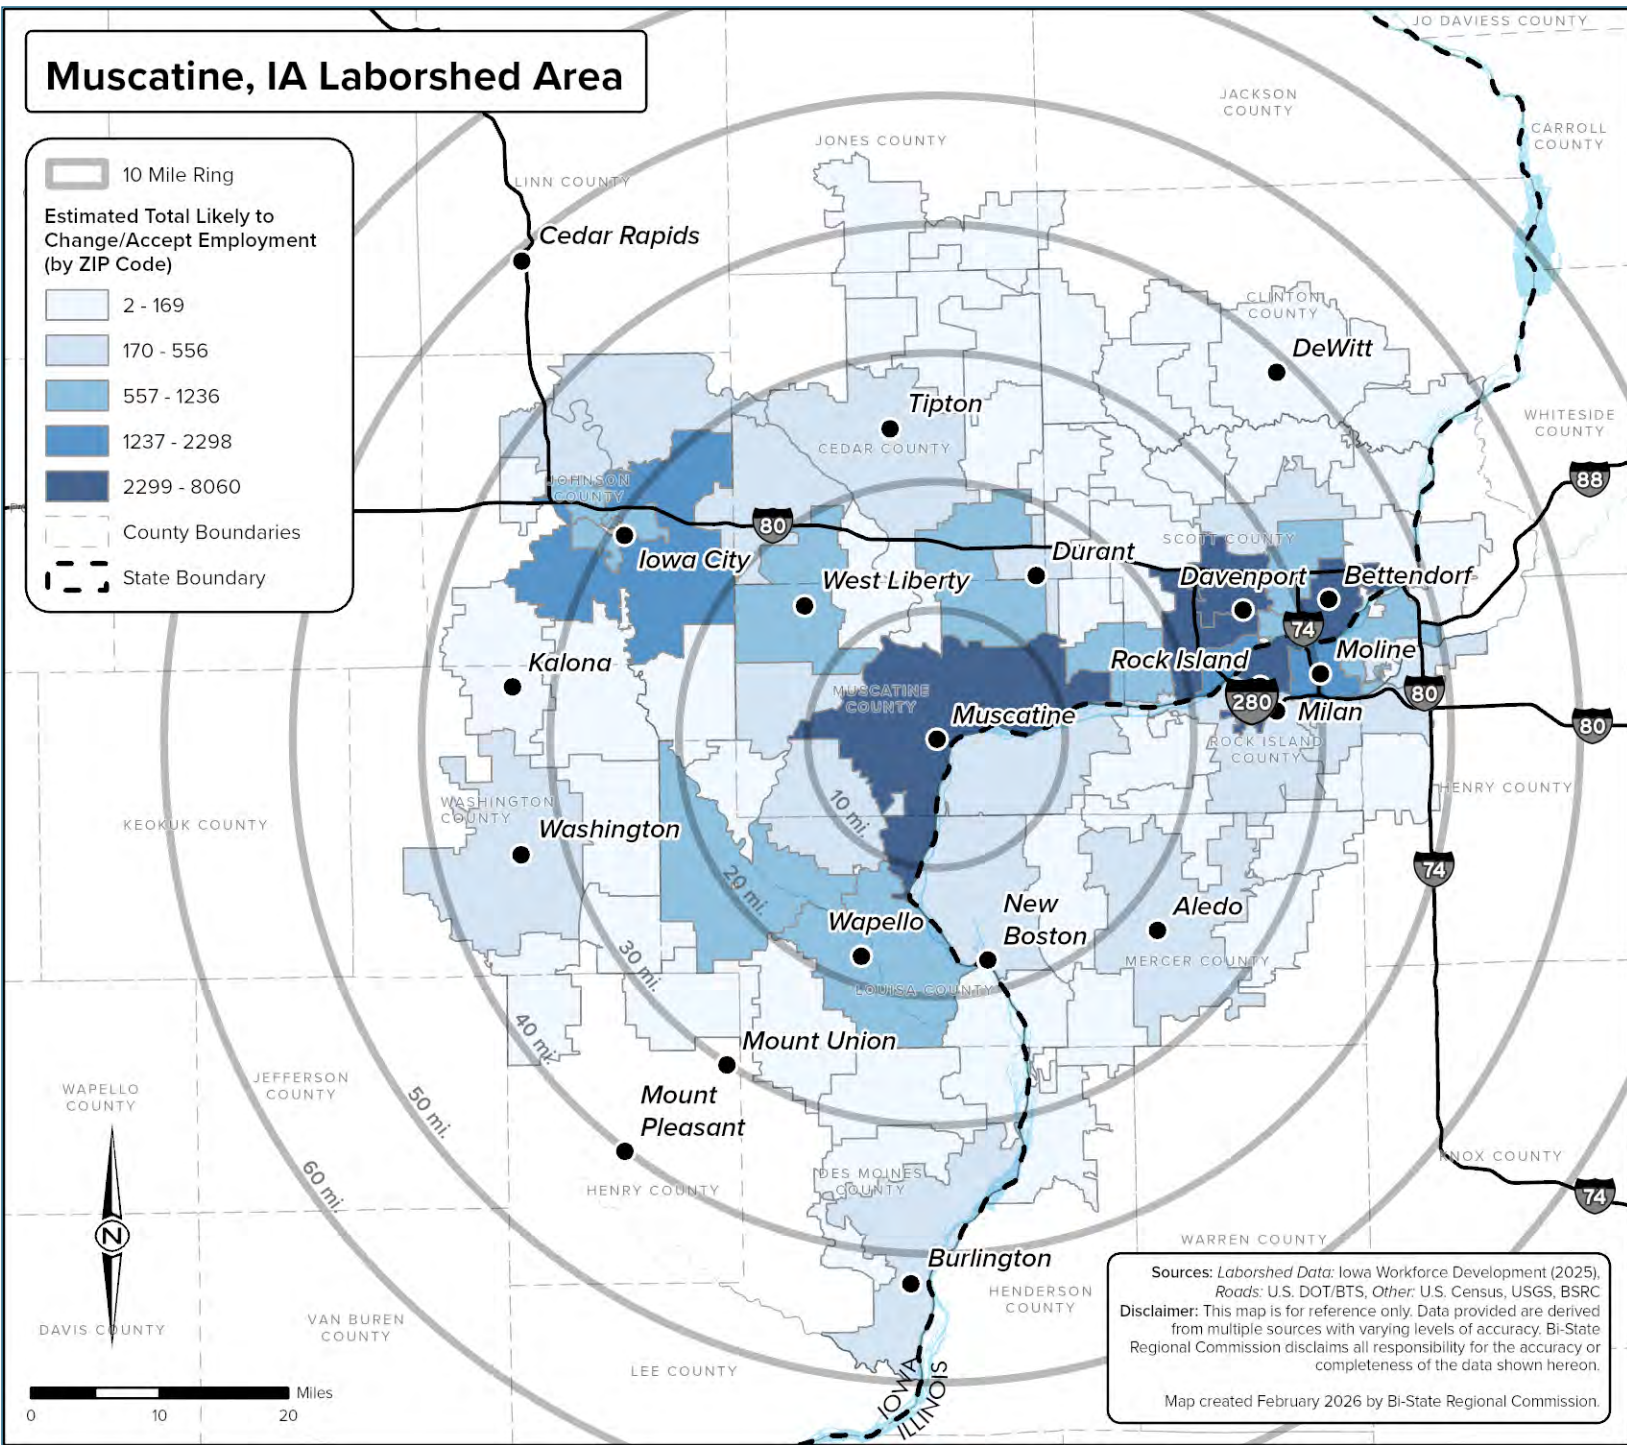 Muscatine, IA Laborshed Area
10 Mile Ring
Estimated Total Likely to
Change/Accept Employment
(by ZIP Code)
2 - 169
170 - 556
557 - 1236
1237 - 2298
2299 - 8060
County Boundaries
State Boundary
JO DAVIESS COUNTY
JACKSON
COUNTY
CARROLL
COUNTY
JONES COUNTY
LINN COUNTY
Cedar Rapids
CLINTON
COUNTY
DeWitt
Tipton
CEDAR COUNTY
WHITESIDE
COUNTY
88
JOHNSON
COUNTY
80
Iowa City
Durant
SCOTT COUNTY
West Liberty
Davenport
Bettendorf
74
Kalona
Rock Island
Moline
MUSCATINE
COUNTY
Muscatine
280
80
Milan
80
ROCK ISLAND
COUNTY
HENRY COUNTY
10 mi.
WASHINGTON
COUNTY
KEOKUK COUNTY
Washington
74
20 mi.
Wapello
New
Boston
Aledo
30 mi.
MERCER COUNTY
LOUISA COUNTY
40 mi.
Mount Union
WAPELLO
COUNTY
JEFFERSON
COUNTY
50 mi.
Mount
Pleasant
KNOX COUNTY
60 mi.
HENRY COUNTY
DES MOINES
COUNTY
74
N
WARREN COUNTY
Burlington
HENDERSON
COUNTY
DAVIS COUNTY
VAN BUREN
COUNTY
LEE COUNTY
IOWA
ILLINOIS
Miles
0 10 20
Sources: Laborshed Data: Iowa Workforce Development (2025),
Roads: U.S. DOT/BTS, Other: U.S. Census, USGS, BSRC
Disclaimer: This map is for reference only. Data provided are derived
from multiple sources with varying levels of accuracy. Bi-State
Regional Commission disclaims all responsibility for the accuracy or
completeness of the data shown hereon.
Map created February 2026 by Bi-State Regional Commission.